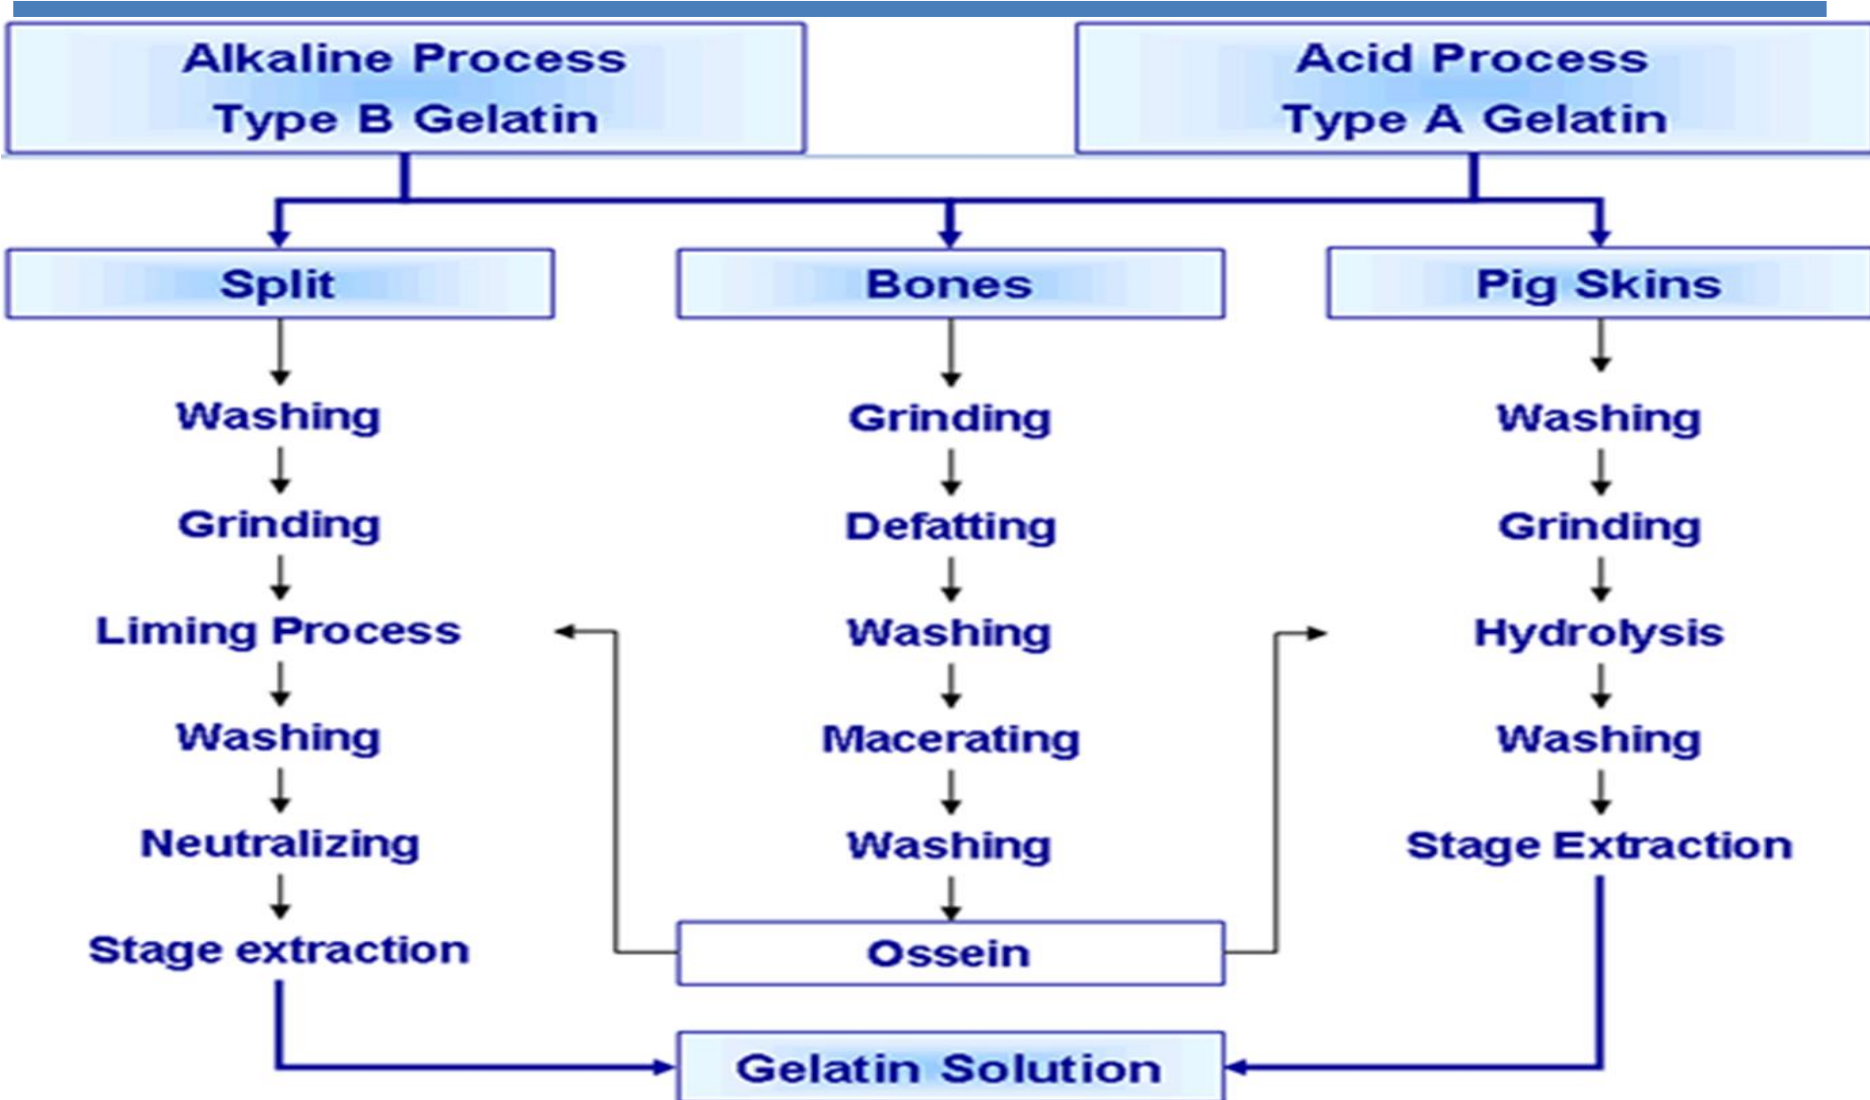 Alkaline Process
Type B Gelatin
Acid Process
Type A Gelatin
Split
Bones
Pig Skins
Washing
Grinding
Liming Process
Washing
Neutralizing
Stage extraction
Grinding
Defatting
Washing
Macerating
Washing
Ossein
Washing
Grinding
Hydrolysis
Washing
Stage Extraction
Gelatin Solution